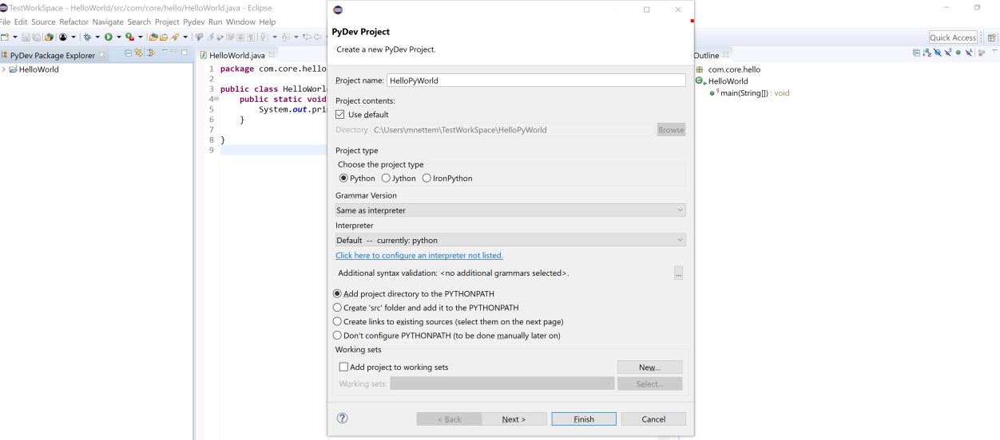 TestWorkSpace - HelloWorld/src/com/core/hello/HelloWorld.java - Eclipse
File Edit Source Refactor Navigate Search Project Pydev Run Window Help
Quick Access
PyDev Package Explorer
HelloWorld
HelloWorld.java
1 package com.core.hello
2
3 public class HelloWorl
4 public static void
5 System.out.pri
6 }
7
8 }
9
PyDev Project
Create a new PyDev Project.
Project name: HelloPyWorld
Project contents:
Use default
Directory C:\Users\mnettem\TestWorkSpace\HelloPyWorld Browse
Project type
Choose the project type
Python Jython IronPython
Grammar Version
Same as interpreter
Interpreter
Default -- currently: python
Click here to configure an interpreter not listed.
Additional syntax validation: <no additional grammars selected>. ...
Add project directory to the PYTHONPATH
Create 'src' folder and add it to the PYTHONPATH
Create links to existing sources (select them on the next page)
Don't configure PYTHONPATH (to be done manually later on)
Working sets
Add project to working sets New...
Working sets: Select...
? < Back Next > Finish Cancel
Outline
com.core.hello
HelloWorld
main(String[]) : void